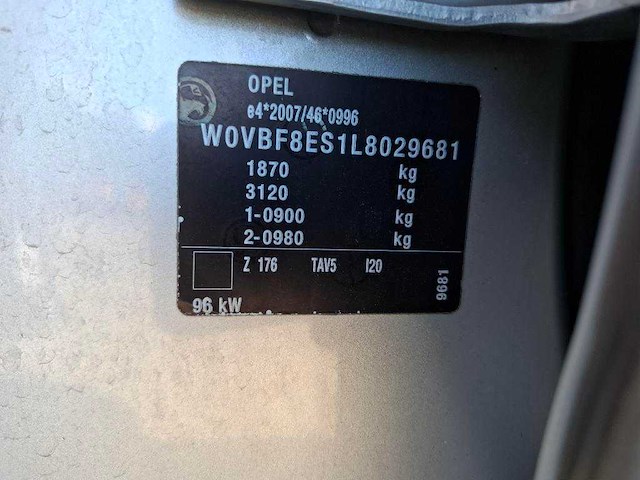 OPEL
e4*2007/46*0996
W0VBF8ES1L8029681
1870 kg
3120 kg
1-0900 kg
2-0980 kg
Z 176 TAV5 I20
9681
96 kW